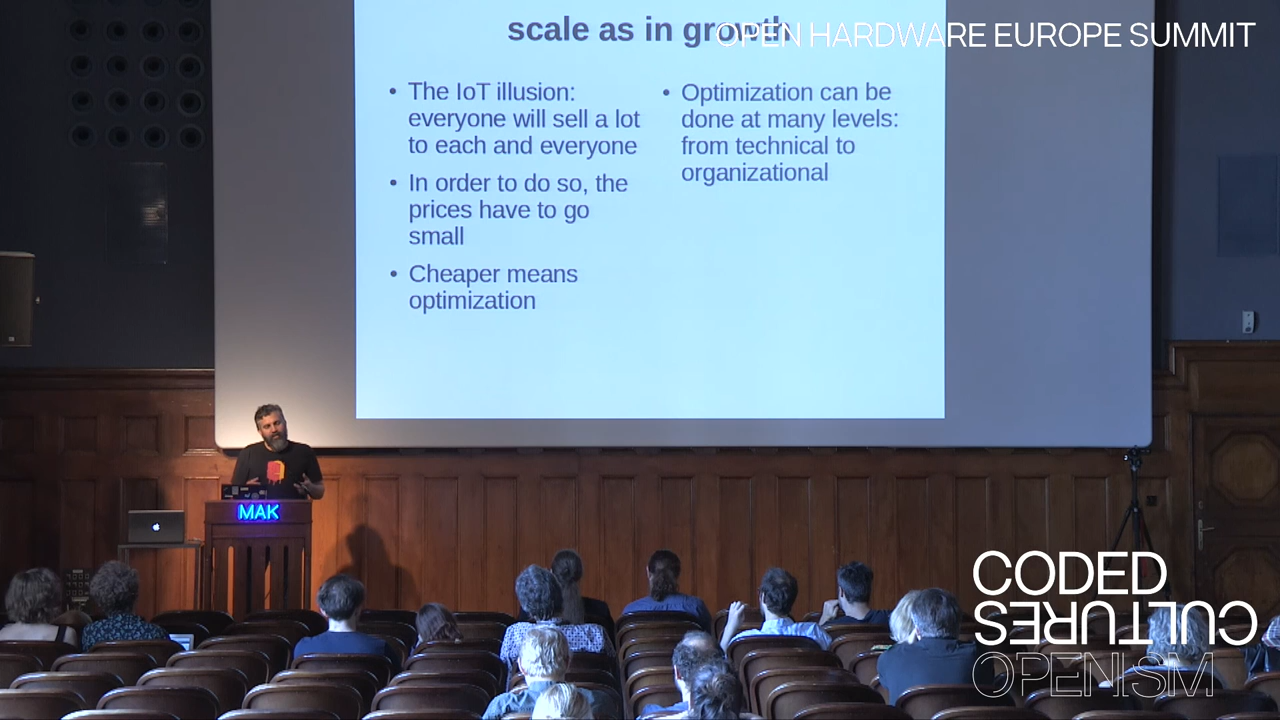 scale as in growth
OPEN HARDWARE EUROPE SUMMIT
• The IoT illusion:
everyone will sell a lot
to each and everyone
• In order to do so, the
prices have to go
small
• Cheaper means
optimization
• Optimization can be
done at many levels:
from technical to
organizational
MAK
CODED
CULTURES
OPENISM